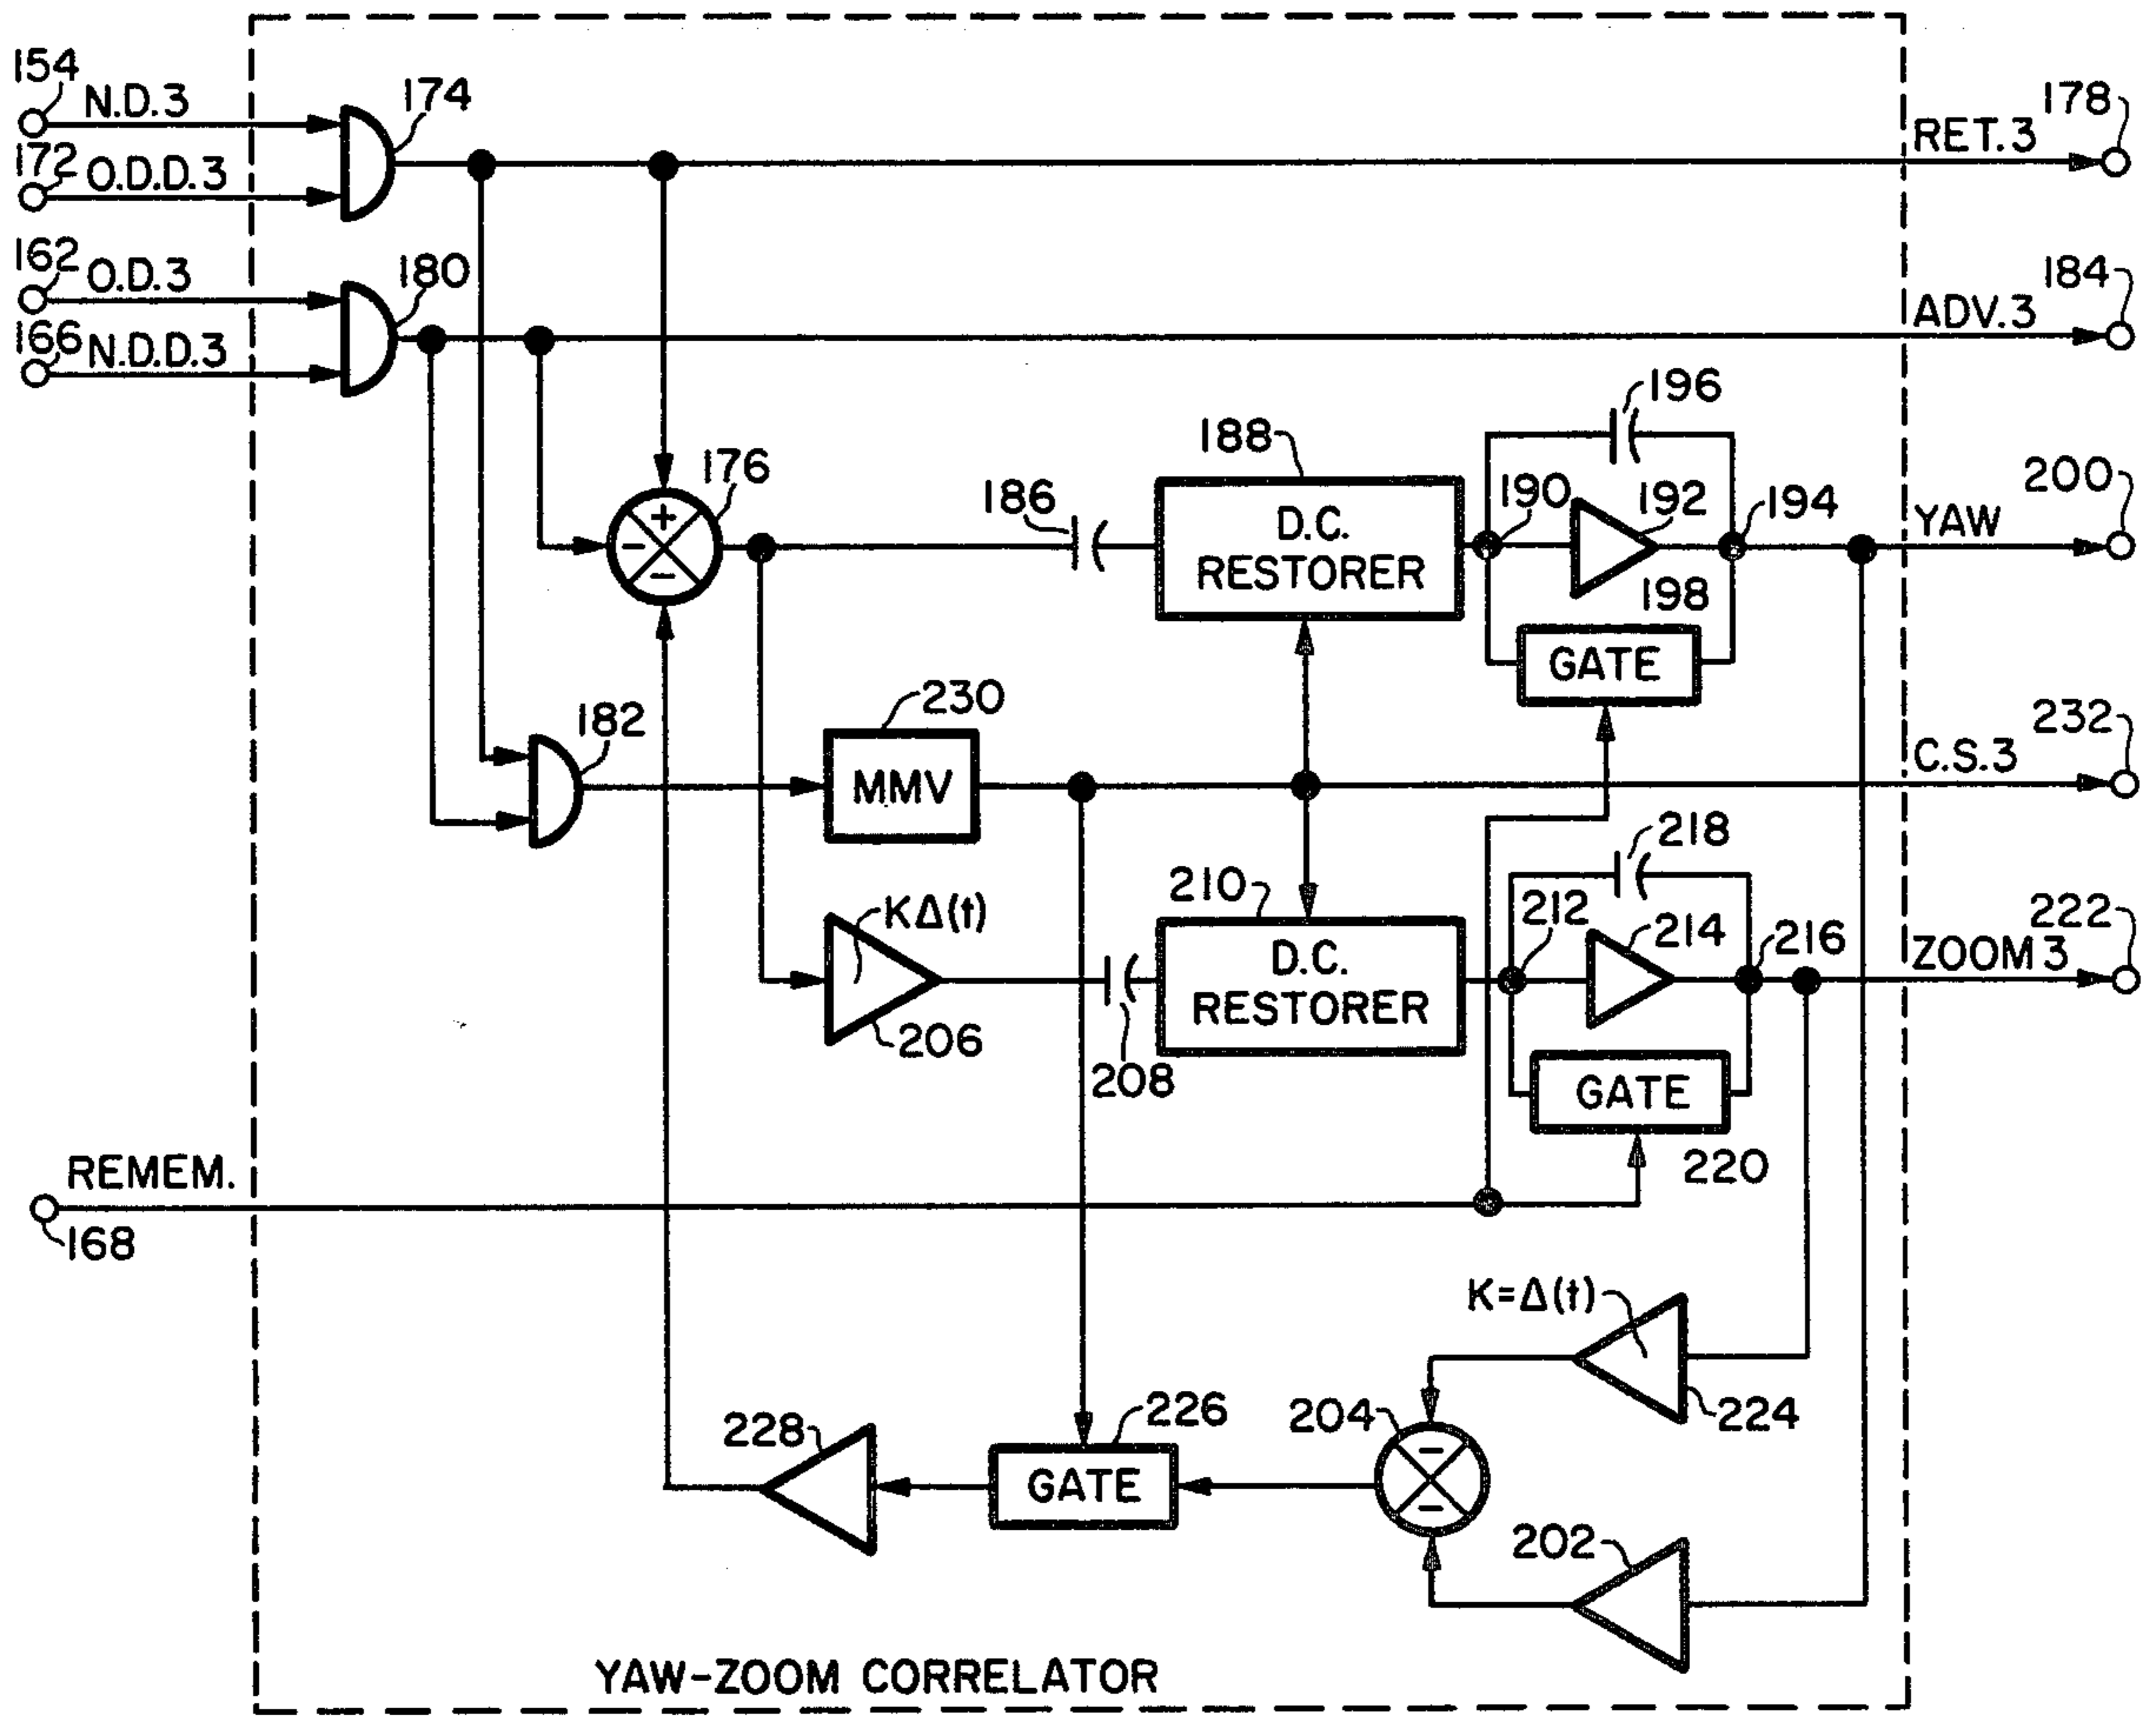 154
N.D.3
174
178
RET.3
172
O.D.D.3
162
O.D.3
180
184
ADV.3
166
N.D.D.3
196
188
176
+
-
-
186
D.C.
RESTORER
190
192
194
200
YAW
198
GATE
182
230
MMV
232
C.S.3
218
KΔ(t)
210
212
214
216
222
ZOOM 3
D.C.
RESTORER
206
208
GATE
220
REMEM.
168
K=Δ(t)
224
228
226
204
GATE
-
-
202
YAW-ZOOM CORRELATOR